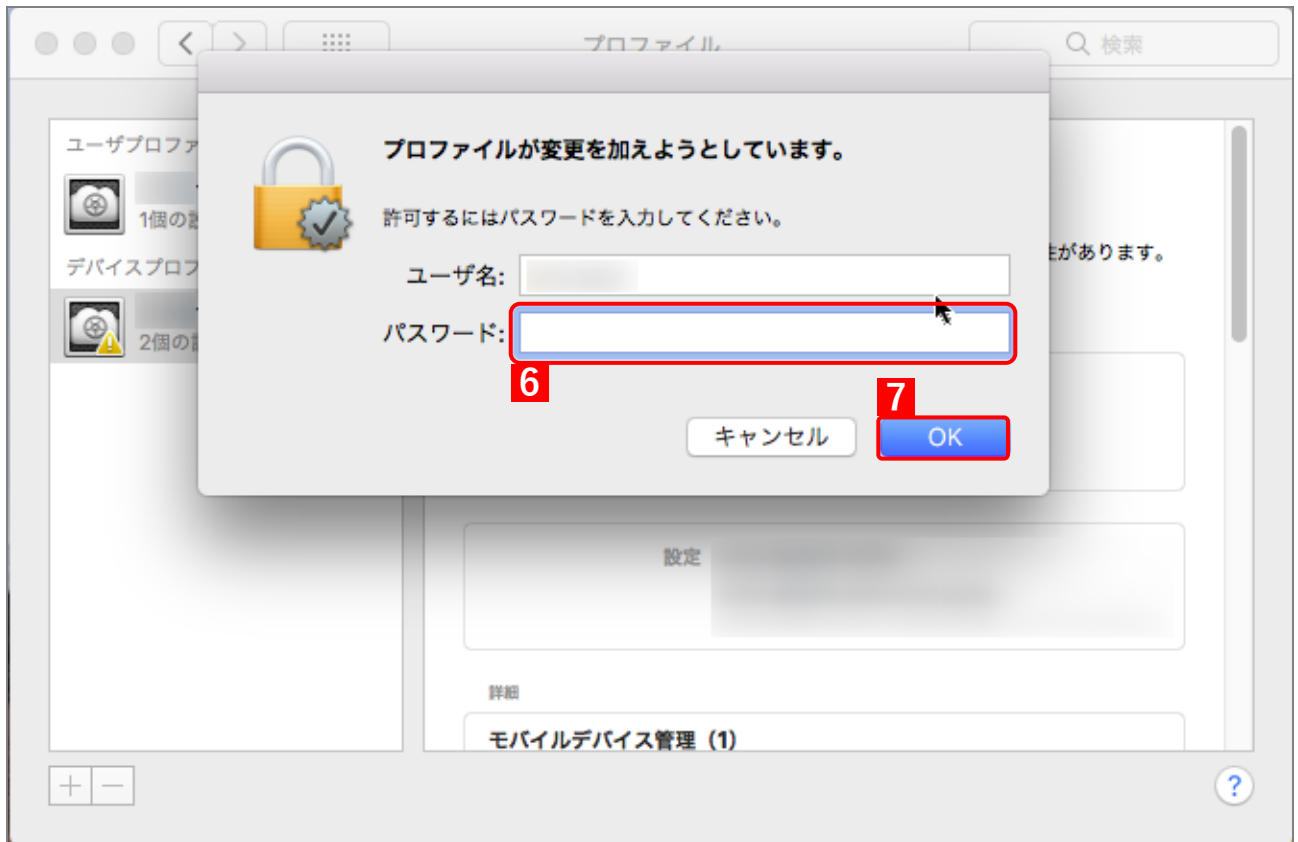 プロファイル
検索
ユーザプロファ
1個の
デバイスプロフ
2個の
プロファイルが変更を加えようとしています。
許可するにはパスワードを入力してください。
ユーザ名:
パスワード:
6
7
キャンセル
OK
があります。
設定
詳細
モバイルデバイス管理 (1)
?